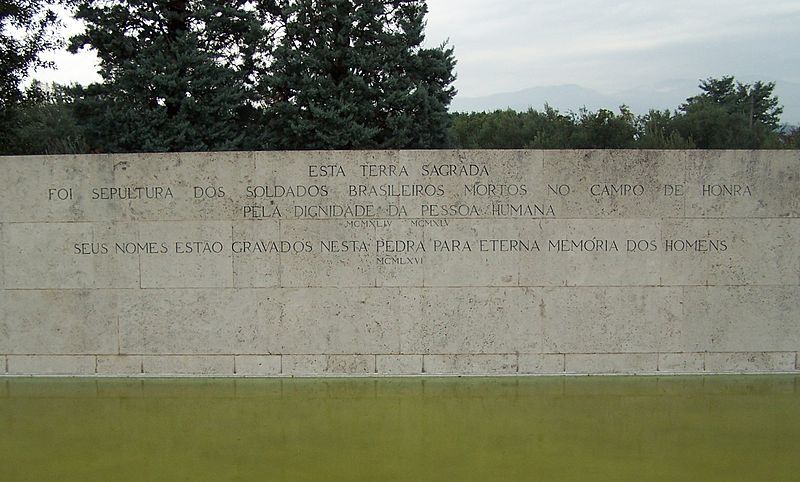 ESTA TERRA SAGRADA
FOI SEPULTURA DOS SOLDADOS BRASILEIROS MORTOS NO CAMPO DE HONRA
PELA DIGNIDADE DA PESSOA HUMANA
MCMXLIV MCMXLV
SEUS NOMES ESTÃO GRAVADOS NESTA PEDRA PARA ETERNA MEMÓRIA DOS HOMENS
MCMLXVI